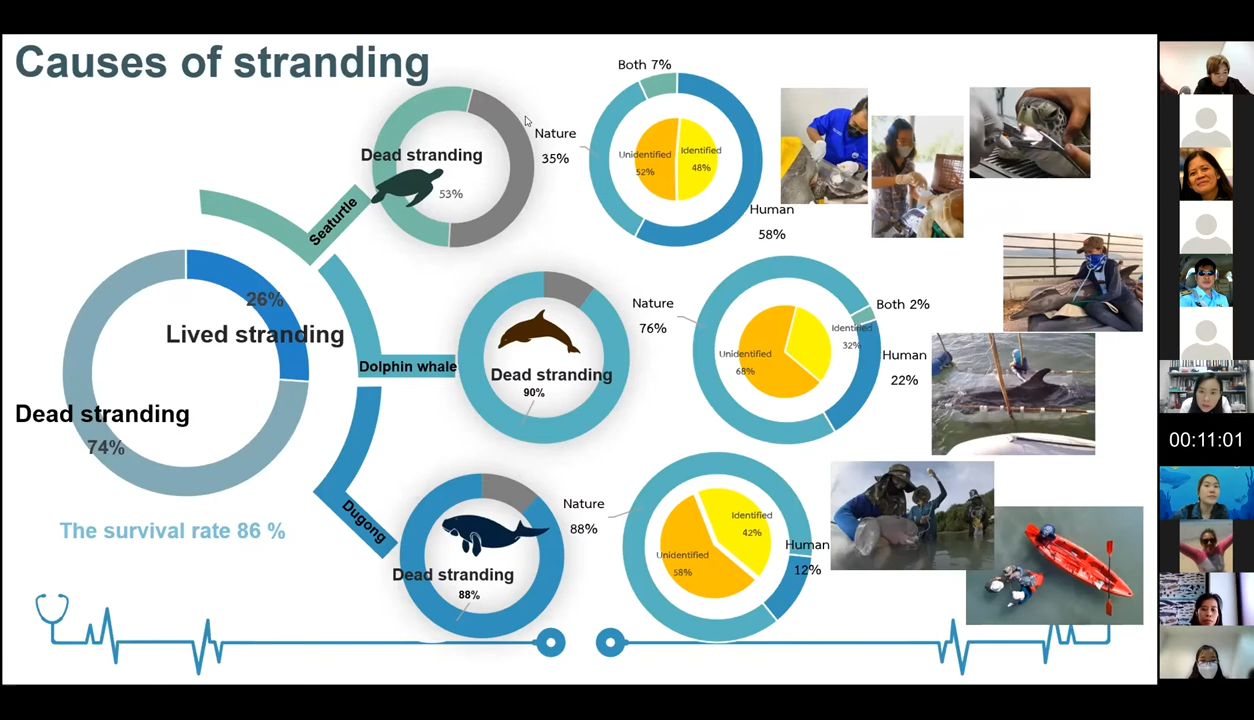 Causes of stranding
Both 7%
Nature
35%
Unidentified
52%
Identified
48%
Human
58%
Dead stranding
53%
Seaturtle
26%
Lived stranding
Dead stranding
74%
The survival rate 86 %
Dolphin whale
Dead stranding
90%
Nature
76%
Both 2%
Identified
32%
Unidentified
68%
Human
22%
Dugong
Dead stranding
88%
Nature
88%
Identified
42%
Unidentified
58%
Human
12%
00:11:01